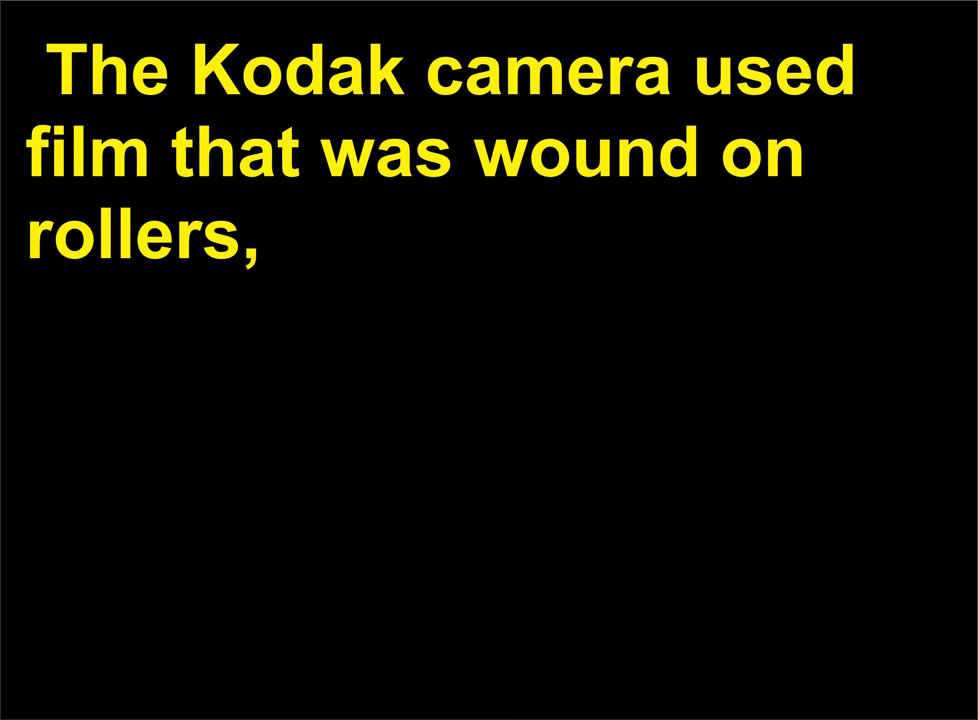 The Kodak camera used
film that was wound on
rollers,